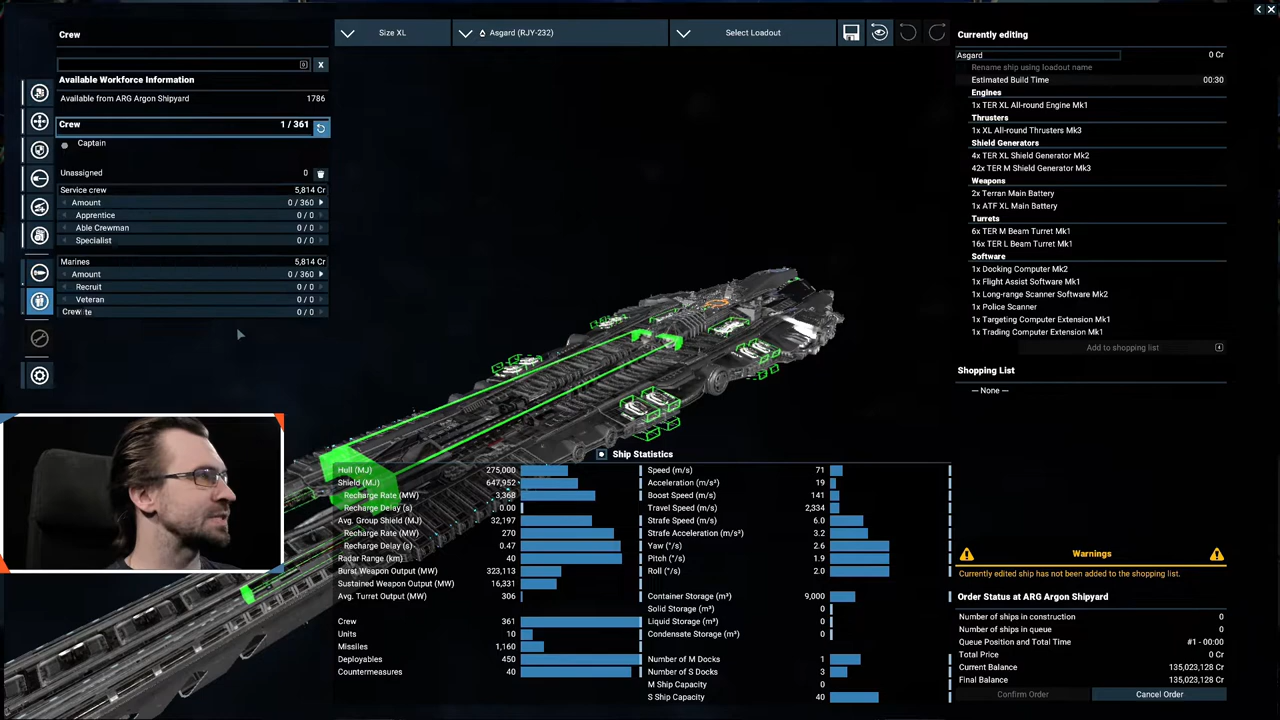 Crew
Size XL
Asgard (RJY-232)
Select Loadout
X
Available Workforce Information
Available from ARG Argon Shipyard 1786
Crew 1 / 361
Captain
Unassigned 0
Service crew 5,814 Cr
Amount 0 / 360
Apprentice 0 / 0
Able Crewman 0 / 0
Specialist 0 / 0
Marines 5,814 Cr
Amount 0 / 360
Recruit 0 / 0
Veteran 0 / 0
Crew te 0 / 0
Ship Statistics
Hull (MJ) 275,000
Shield (MJ) 647,952
Recharge Rate (MW) 3,368
Recharge Delay (s) 0.00
Avg. Group Shield (MJ) 32,197
Recharge Rate (MW) 270
Recharge Delay (s) 0.47
Radar Range (km) 40
Burst Weapon Output (MW) 323,113
Sustained Weapon Output (MW) 16,331
Avg. Turret Output (MW) 306
Crew 361
Units 10
Missiles 1,160
Deployables 450
Countermeasures 40
Speed (m/s) 71
Acceleration (m/s²) 19
Boost Speed (m/s) 141
Travel Speed (m/s) 2,334
Strafe Speed (m/s) 6.0
Strafe Acceleration (m/s²) 3.2
Yaw (°/s) 2.6
Pitch (°/s) 1.9
Roll (°/s) 2.0
Container Storage (m³) 9,000
Solid Storage (m³) 0
Liquid Storage (m³) 0
Condensate Storage (m³) 0
Number of M Docks 1
Number of S Docks 3
M Ship Capacity 0
S Ship Capacity 40
Currently editing
Asgard 0 Cr
Rename ship using loadout name
Estimated Build Time 00:30
Engines
1x TER XL All-round Engine Mk1
Thrusters
1x XL All-round Thrusters Mk3
Shield Generators
4x TER XL Shield Generator Mk2
42x TER M Shield Generator Mk3
Weapons
2x Terran Main Battery
1x ATF XL Main Battery
Turrets
6x TER M Beam Turret Mk1
16x TER L Beam Turret Mk1
Software
1x Docking Computer Mk2
1x Flight Assist Software Mk1
1x Long-range Scanner Software Mk2
1x Police Scanner
1x Targeting Computer Extension Mk1
1x Trading Computer Extension Mk1
Add to shopping list
Shopping List
— None —
Warnings
Currently edited ship has not been added to the shopping list.
Order Status at ARG Argon Shipyard
Number of ships in construction 0
Number of ships in queue 0
Queue Position and Total Time #1 - 00:00
Total Price 0 Cr
Current Balance 135,023,128 Cr
Final Balance 135,023,128 Cr
Confirm Order
Cancel Order